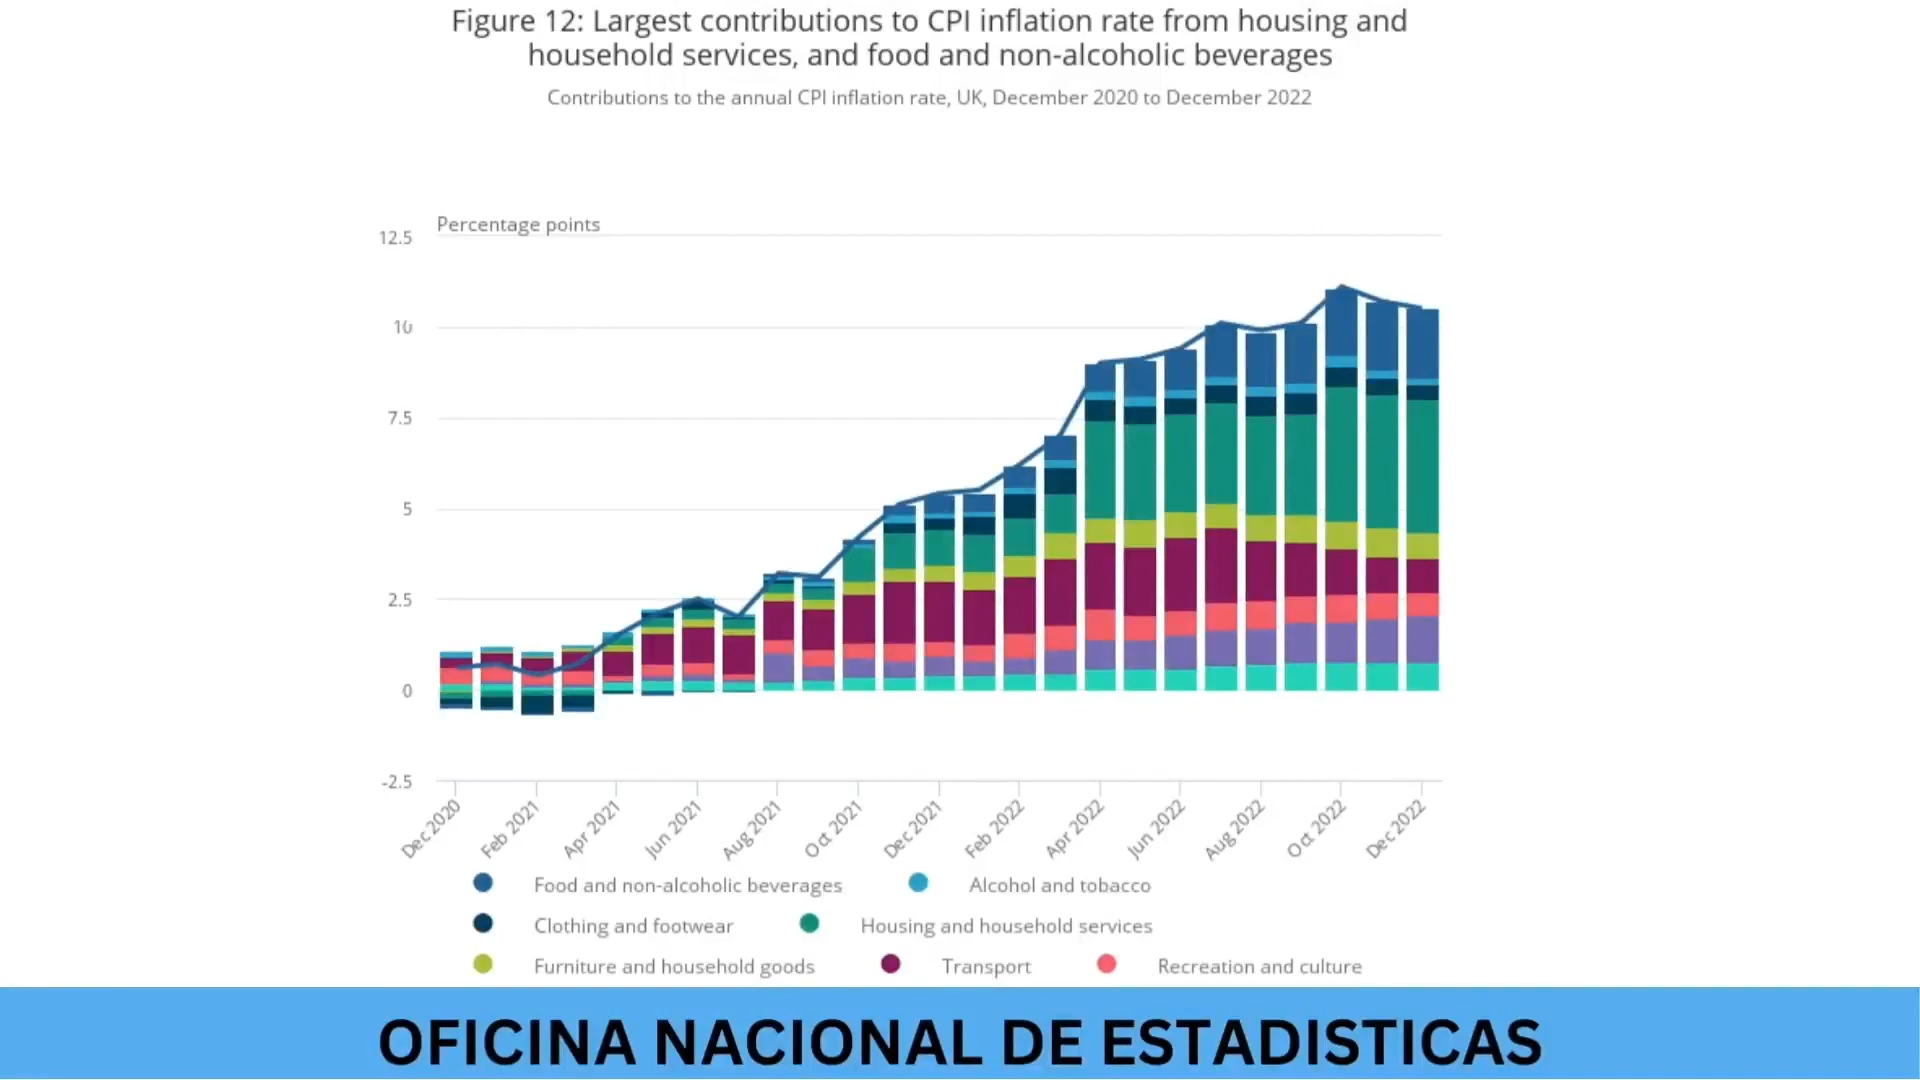 Figure 12: Largest contributions to CPI inflation rate from housing and
household services, and food and non-alcoholic beverages
Contributions to the annual CPI inflation rate, UK, December 2020 to December 2022
Percentage points
12.5
10
7.5
5
2.5
0
-2.5
Dec 2020 Feb 2021 Apr 2021 Jun 2021 Aug 2021 Oct 2021 Dec 2021 Feb 2022 Apr 2022 Jun 2022 Aug 2022 Oct 2022 Dec 2022
Food and non-alcoholic beverages Alcohol and tobacco
Clothing and footwear Housing and household services
Furniture and household goods Transport Recreation and culture
OFICINA NACIONAL DE ESTADISTICAS